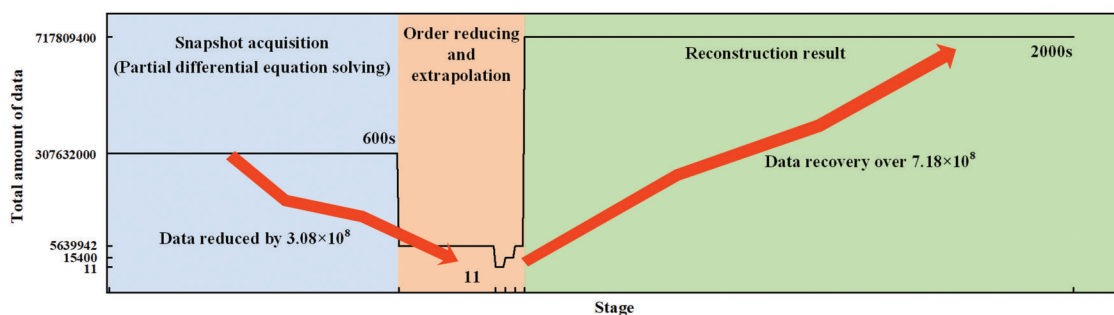 Total amount of data
717809400
307632000
5639942
15400
11
Snapshot acquisition
(Partial differential equation solving)
600s
Data reduced by 3.08×10⁸
Order reducing
and
extrapolation
11
Reconstruction result
2000s
Data recovery over 7.18×10⁸
Stage